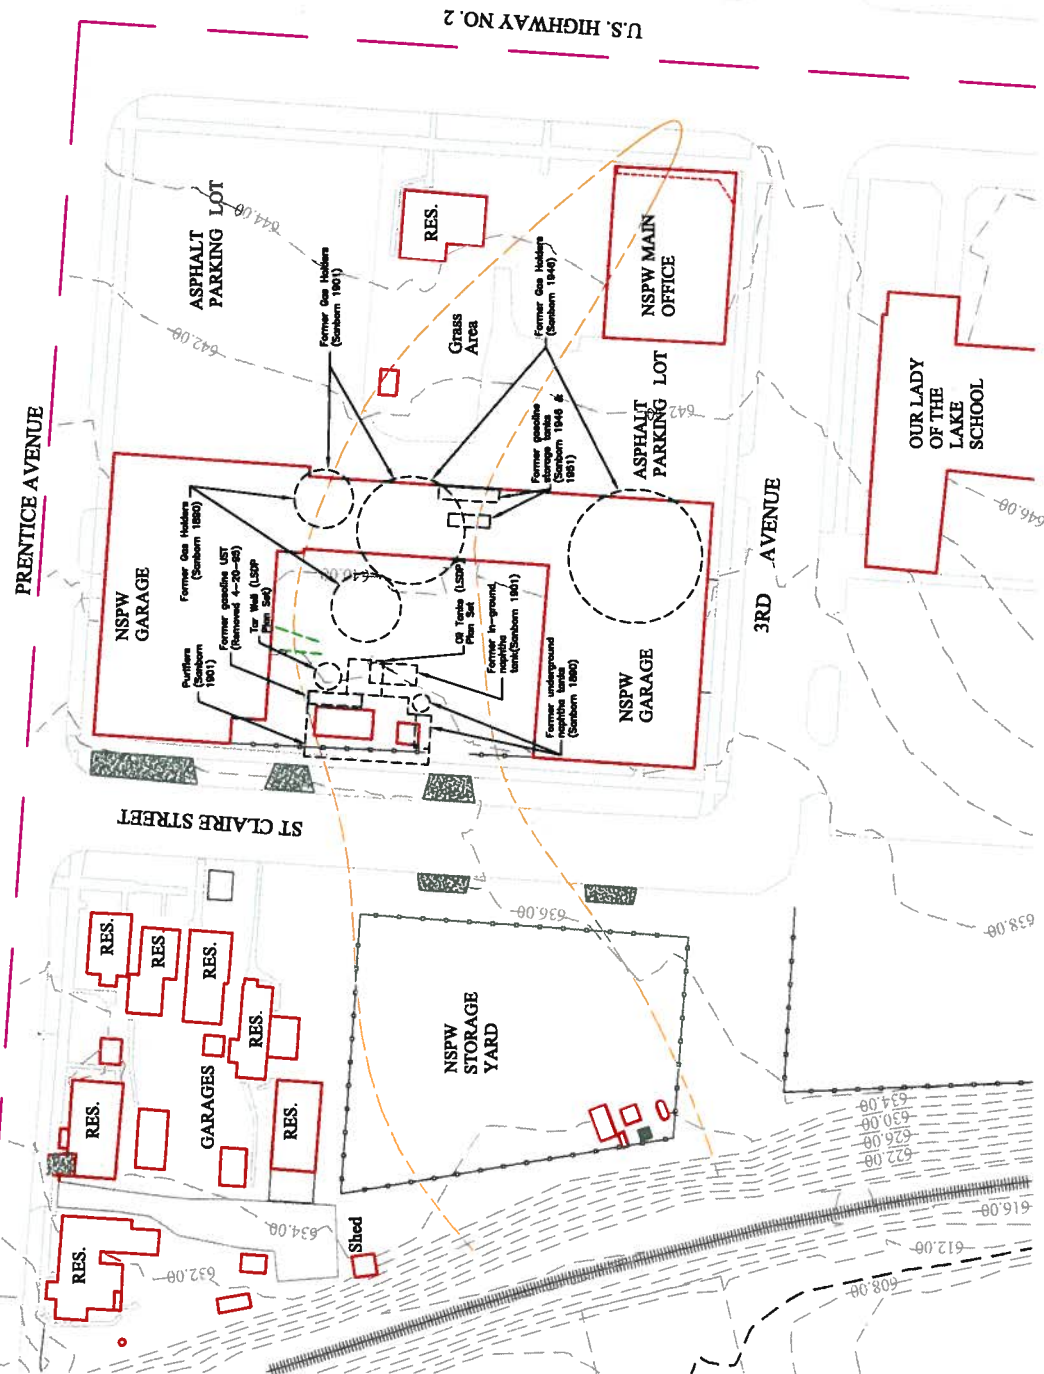 U.S. HIGHWAY NO. 2
PRENTICE AVENUE
ASPHALT
PARKING LOT
644.00
RES.
642.00
Former Gas Holders
(Sanborn 1901)
Former Gas Holders
(Sanborn 1946)
Grass
Area
NSPW MAIN
OFFICE
ASPHALT
PARKING LOT
642.00
Former gasoline
storage tanks
(Sanborn 1946 &
1951)
OUR LADY
OF THE
LAKE
SCHOOL
646.00
3RD AVENUE
NSPW
GARAGE
Former Gas Holders
(Sanborn 1890)
Former gasoline UST
(Removed 4-20-95)
Tar Well (LSDP
Plan Set)
Purifiers
(Sanborn
1901)
Oil Tanks (LSDP
Plan Set
Former in-ground
naphtha
tank(Sanborn 1901)
Former underground
naphtha tanks
(Sanborn 1890)
NSPW
GARAGE
ST CLAIRE STREET
636.00
638.00
RES.
RES
RES.
RES.
RES.
RES.
GARAGES
NSPW
STORAGE
YARD
634.00
630.00
626.00
622.00
616.00
612.00
608.00
634.00
632.00
Shed
RES.